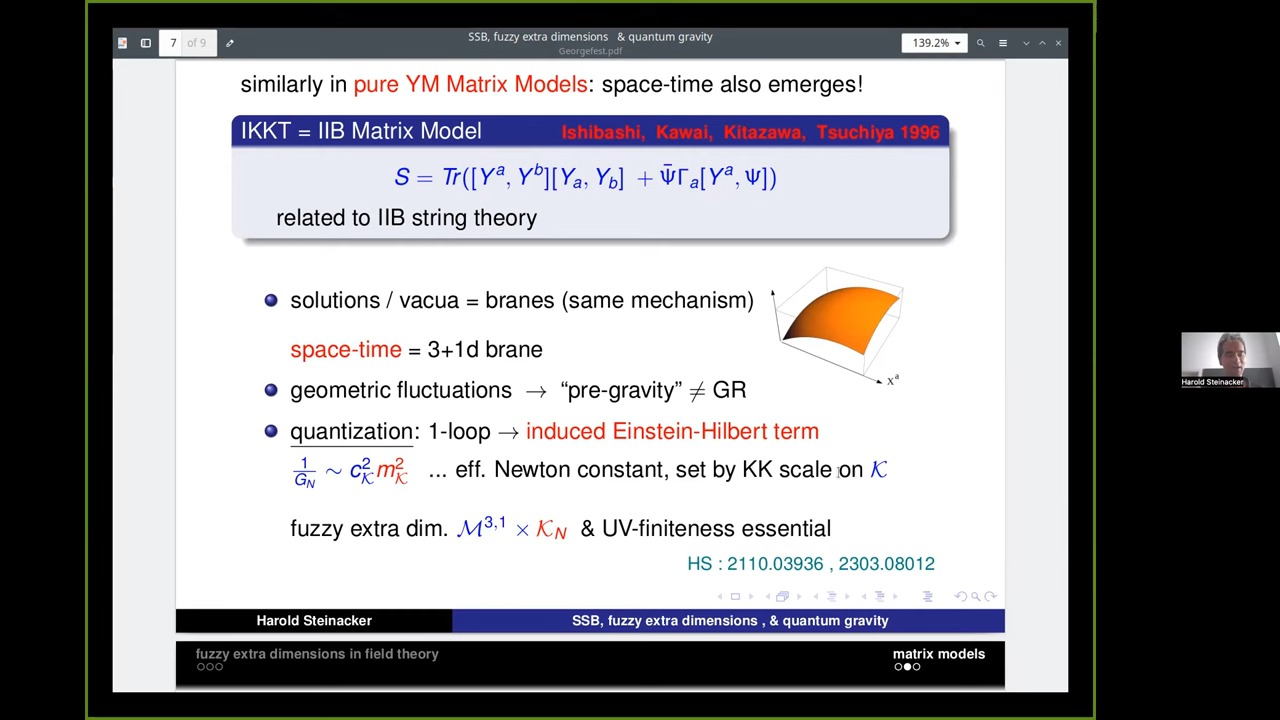 7 of 9
SSB, fuzzy extra dimensions & quantum gravity
Georgefest.pdf
139.2%
similarly in pure YM Matrix Models: space-time also emerges!
IKKT = IIB Matrix Model Ishibashi, Kawai, Kitazawa, Tsuchiya 1996
S = Tr([Y^a, Y^b][Y_a, Y_b] + Ψ̄Γ_a[Y^a, Ψ])
related to IIB string theory
solutions / vacua = branes (same mechanism)
space-time = 3+1d brane
x^a
geometric fluctuations → “pre-gravity” ≠ GR
quantization: 1-loop → induced Einstein-Hilbert term
1/G_N ∼ c²_𝒦 m²_𝒦 ... eff. Newton constant, set by KK scale on 𝒦
fuzzy extra dim. ℳ^{3,1} × 𝒦_N & UV-finiteness essential
HS : 2110.03936 , 2303.08012
Harold Steinacker SSB, fuzzy extra dimensions , & quantum gravity
fuzzy extra dimensions in field theory matrix models
Harold Steinacker